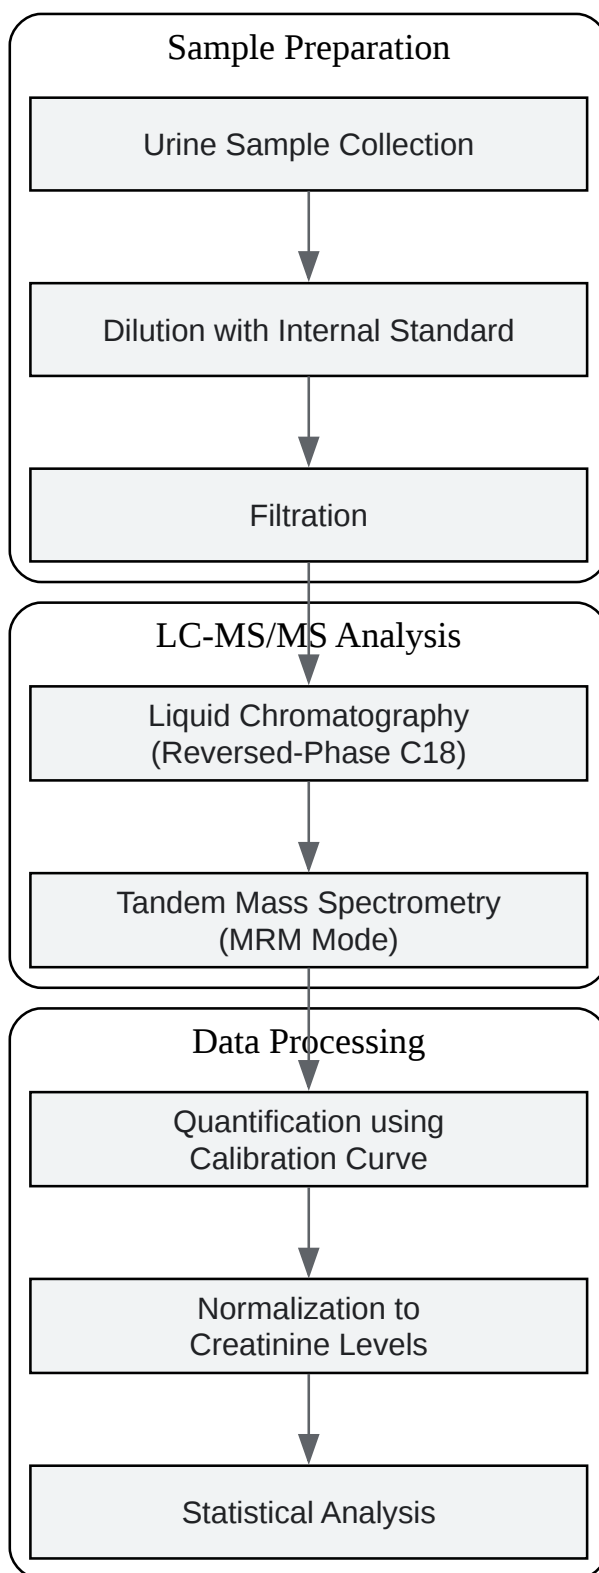 Sample Preparation
Urine Sample Collection
Dilution with Internal Standard
Filtration
LC-MS/MS Analysis
Liquid Chromatography
(Reversed-Phase C18)
Tandem Mass Spectrometry
(MRM Mode)
Data Processing
Quantification using
Calibration Curve
Normalization to
Creatinine Levels
Statistical Analysis